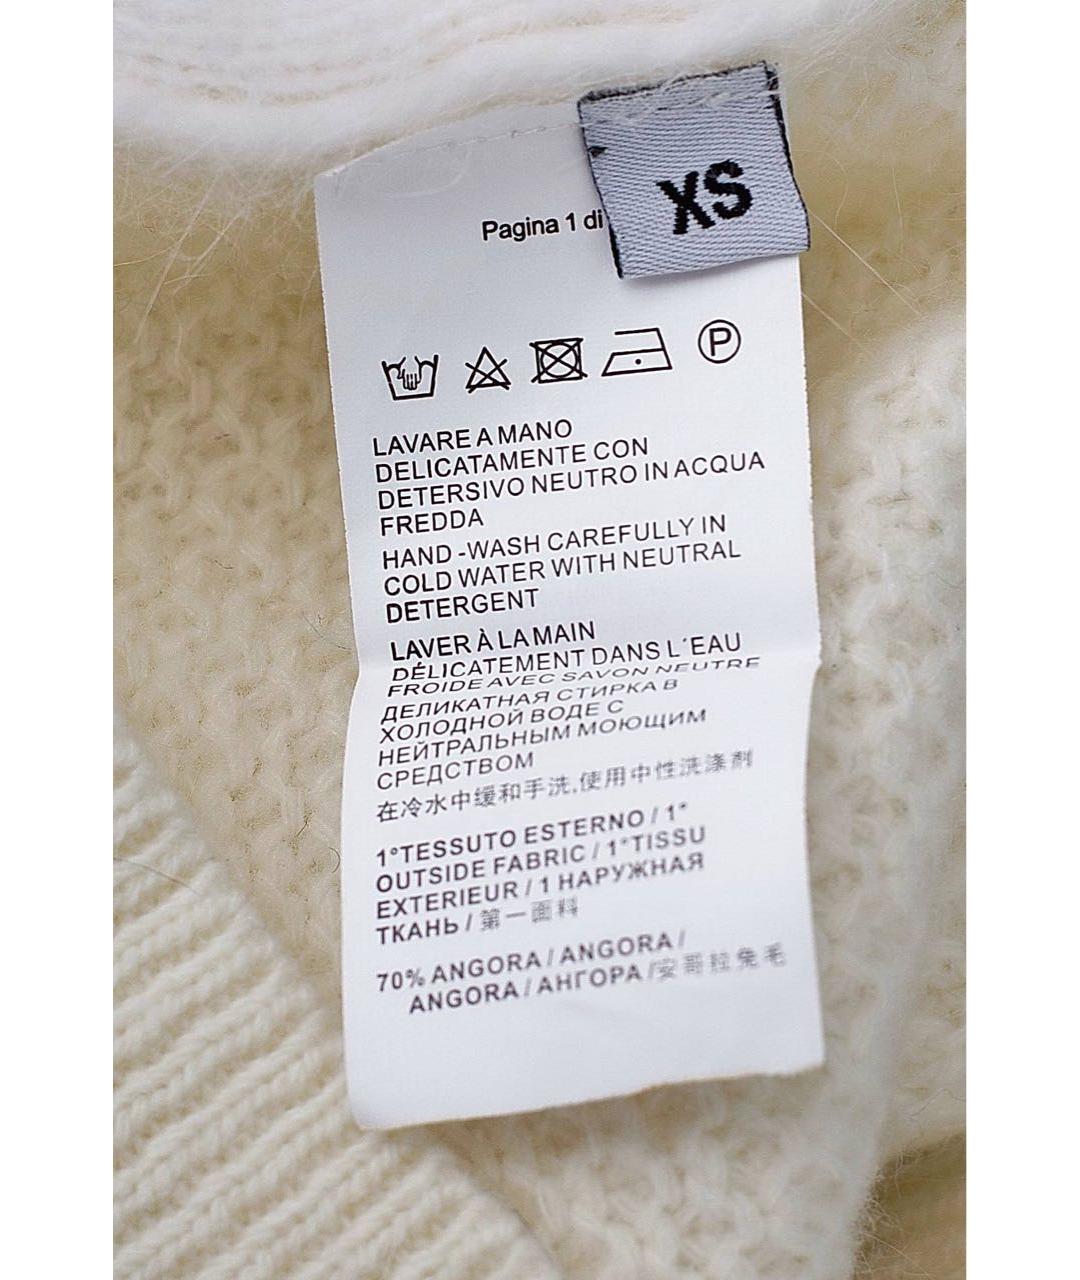 XS
Pagina 1 di
P
LAVARE A MANO
DELICATAMENTE CON
DETERSIVO NEUTRO IN ACQUA
FREDDA
HAND -WASH CAREFULLY IN
COLD WATER WITH NEUTRAL
DETERGENT
LAVER À LA MAIN
DÉLICATEMENT DANS L´EAU
FROIDE AVEC SAVON NEUTRE
ДЕЛИКАТНАЯ СТИРКА В
ХОЛОДНОЙ ВОДЕ С
НЕЙТРАЛЬНЫМ МОЮЩИМ
СРЕДСТВОМ
在冷水中缓和手洗,使用中性洗涤剂
1°TESSUTO ESTERNO / 1°
OUTSIDE FABRIC / 1°TISSU
EXTERIEUR / 1 НАРУЖНАЯ
ТКАНЬ / 第一面料
70% ANGORA / ANGORA /
ANGORA / АНГОРА /安哥拉兔毛